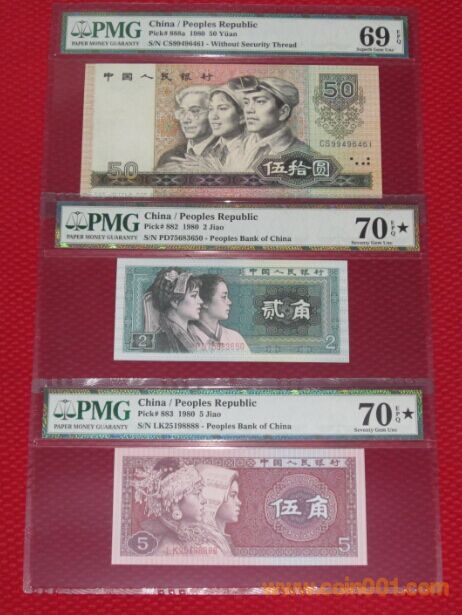 PMG
PAPER MONEY GUARANTY
China / Peoples Republic
Pick# 888a 1980 50 Yüan
S/N CS99496461 - Without Security Thread
69 EPQ
Superb Gem Unc
中国人民银行
50
CS99496461
50
伍拾圆
PMG
PAPER MONEY GUARANTY
China / Peoples Republic
Pick# 882 1980 2 Jiao
S/N PD75683650 - Peoples Bank of China
70 EPQ ★
Seventy Gem Unc
中国人民银行
贰角
2
PD75683650
2
PMG
PAPER MONEY GUARANTY
China / Peoples Republic
Pick# 883 1980 5 Jiao
S/N LK25198888 - Peoples Bank of China
70 EPQ ★
Seventy Gem Unc
中国人民银行
伍角
5
LK25198888
5
www.coin001.com